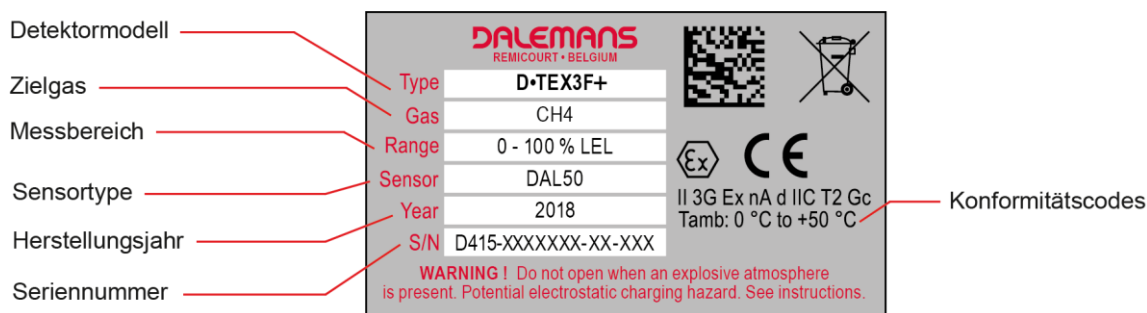 Detektormodell
Zielgas
Messbereich
Sensortype
Herstellungsjahr
Seriennummer
DALEMANS
REMICOURT • BELGIUM
Type D•TEX3F+
Gas CH4
Range 0 - 100 % LEL
Sensor DAL50
Year 2018
S/N D415-XXXXXXX-XX-XXX
Ex CE
II 3G Ex nA d IIC T2 Gc
Tamb: 0 °C to +50 °C
Konformitätscodes
WARNING ! Do not open when an explosive atmosphere
is present. Potential electrostatic charging hazard. See instructions.